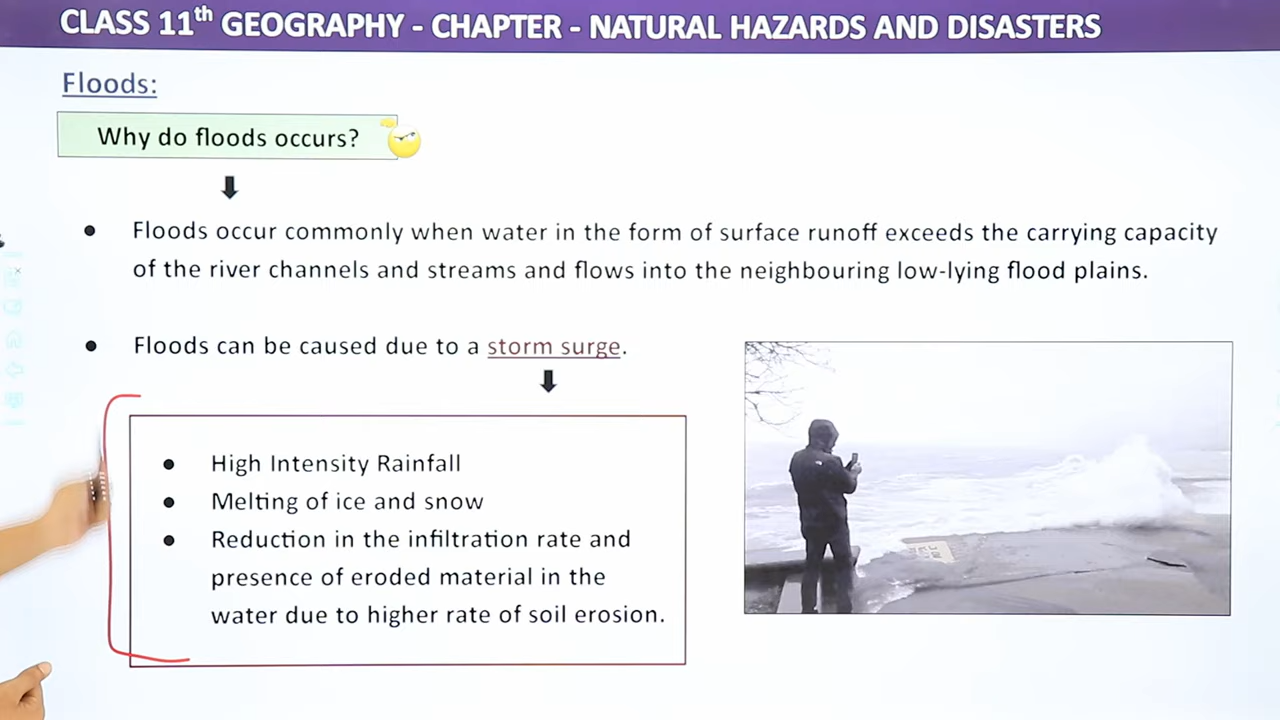 CLASS 11th GEOGRAPHY - CHAPTER - NATURAL HAZARDS AND DISASTERS
Floods:
Why do floods occurs?
● Floods occur commonly when water in the form of surface runoff exceeds the carrying capacity
of the river channels and streams and flows into the neighbouring low-lying flood plains.
● Floods can be caused due to a storm surge.
● High Intensity Rainfall
● Melting of ice and snow
● Reduction in the infiltration rate and
presence of eroded material in the
water due to higher rate of soil erosion.